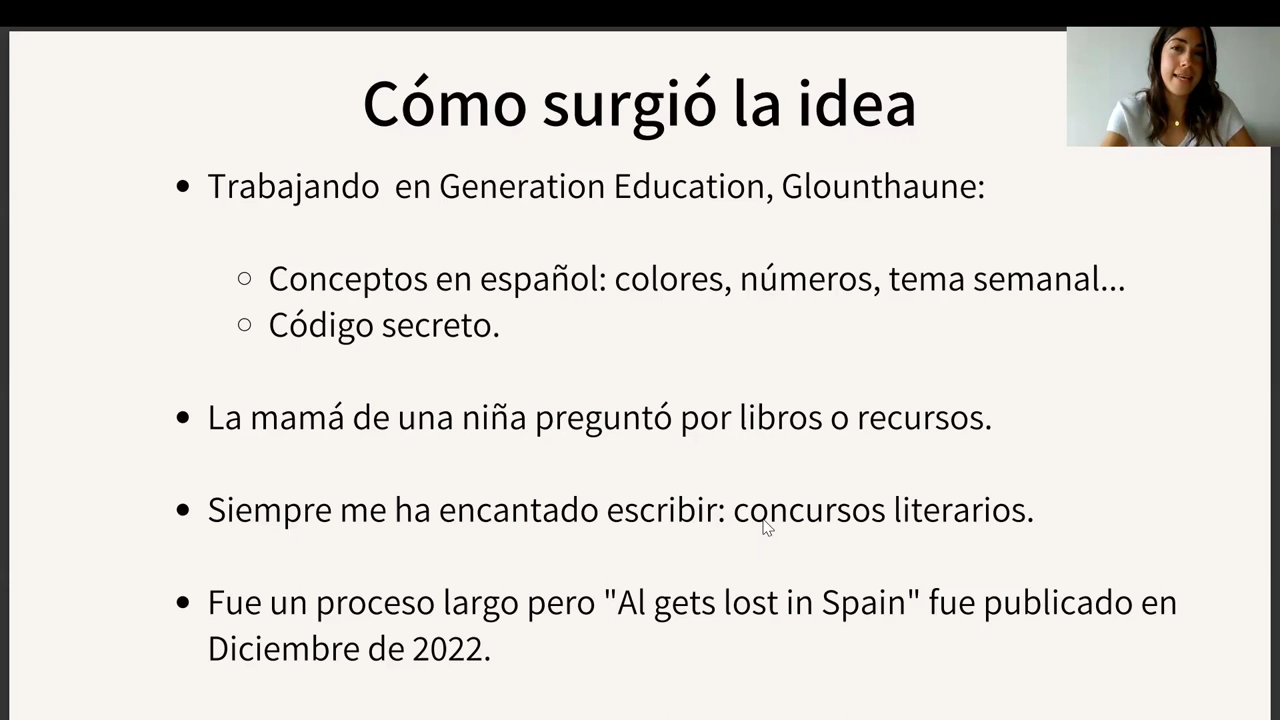 Cómo surgió la idea
Trabajando en Generation Education, Glounthaune:
Conceptos en español: colores, números, tema semanal...
Código secreto.
La mamá de una niña preguntó por libros o recursos.
Siempre me ha encantado escribir: concursos literarios.
Fue un proceso largo pero "Al gets lost in Spain" fue publicado en
Diciembre de 2022.